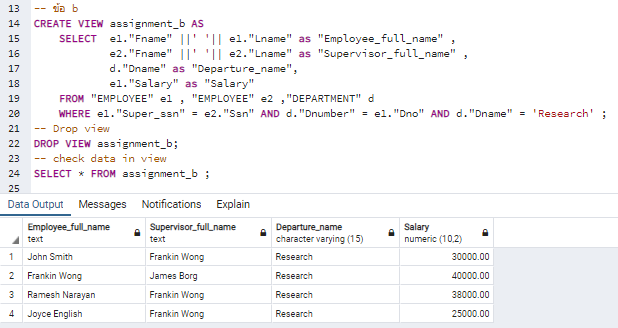 13 -- ข้อ b
14 CREATE VIEW assignment_b AS
15 SELECT e1."Fname" ||' '|| e1."Lname" as "Employee_full_name" ,
16 e2."Fname" ||' '|| e2."Lname" as "Supervisor_full_name" ,
17 d."Dname" as "Departure_name",
18 e1."Salary" as "Salary"
19 FROM "EMPLOYEE" e1 , "EMPLOYEE" e2 ,"DEPARTMENT" d
20 WHERE e1."Super_ssn" = e2."Ssn" AND d."Dnumber" = e1."Dno" AND d."Dname" = 'Research' ;
21 -- Drop view
22 DROP VIEW assignment_b;
23 -- check data in view
24 SELECT * FROM assignment_b ;
25
Data Output Messages Notifications Explain
Employee_full_name Supervisor_full_name Departure_name Salary
text text character varying (15) numeric (10,2)
1 John Smith Frankin Wong Research 30000.00
2 Frankin Wong James Borg Research 40000.00
3 Ramesh Narayan Frankin Wong Research 38000.00
4 Joyce English Frankin Wong Research 25000.00